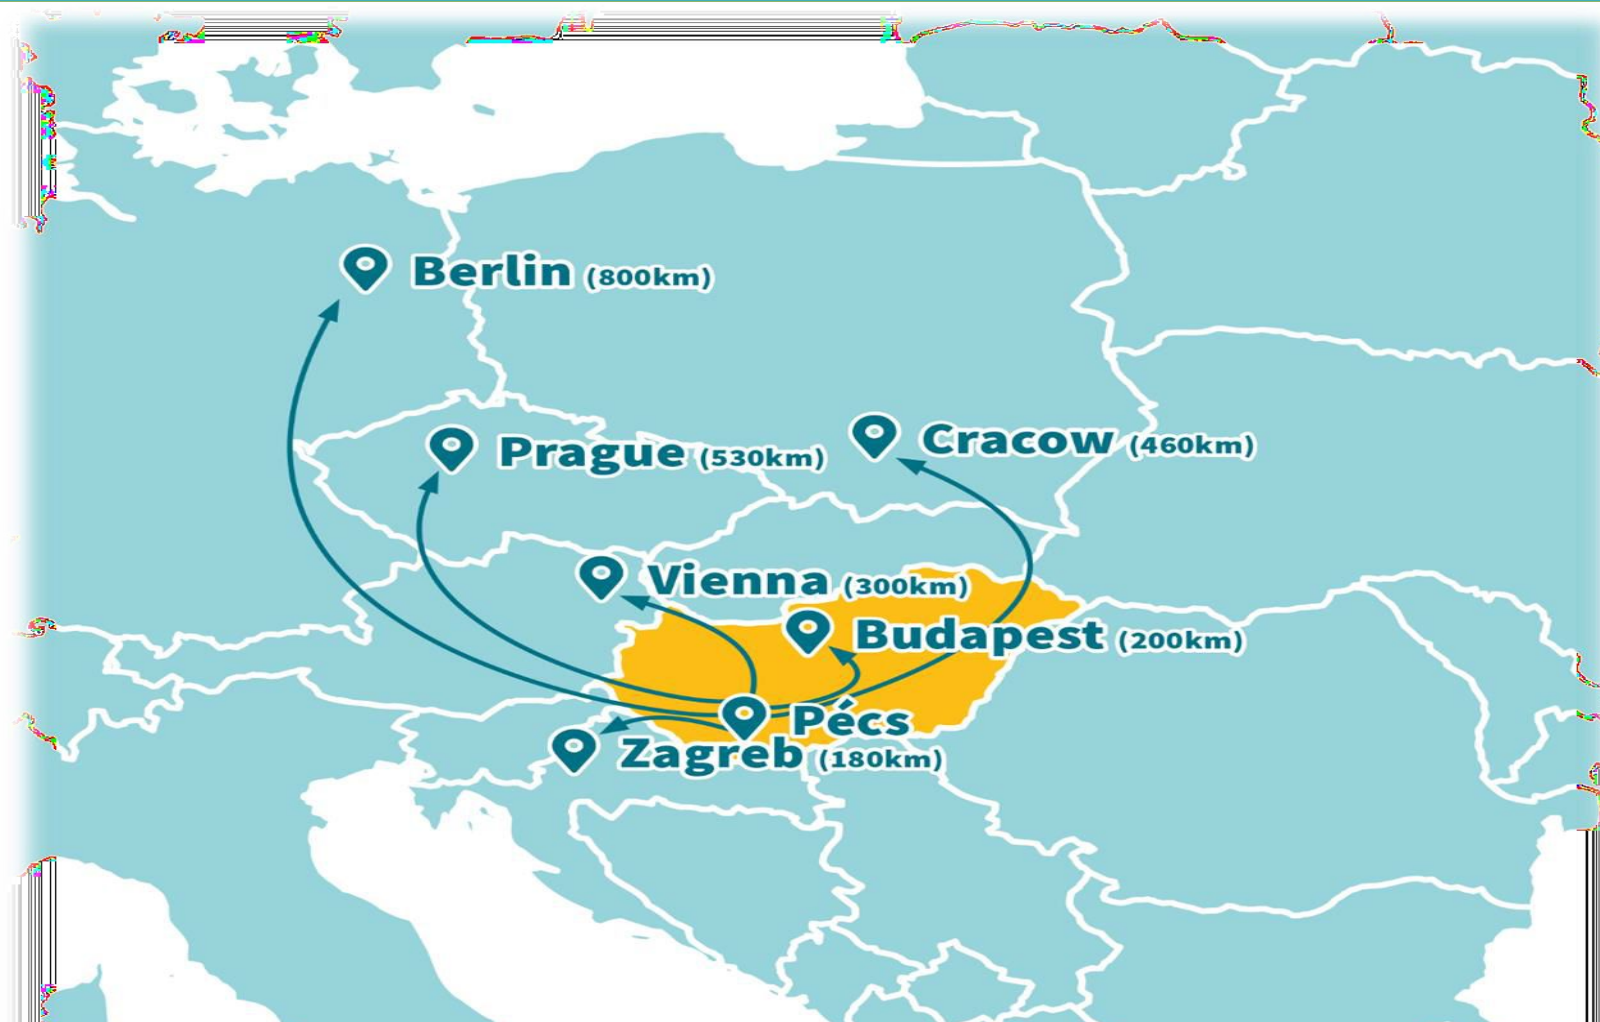 Berlin (800km)
Prague (530km)
Cracow (460km)
Vienna (300km)
Budapest (200km)
Pécs
Zagreb (180km)